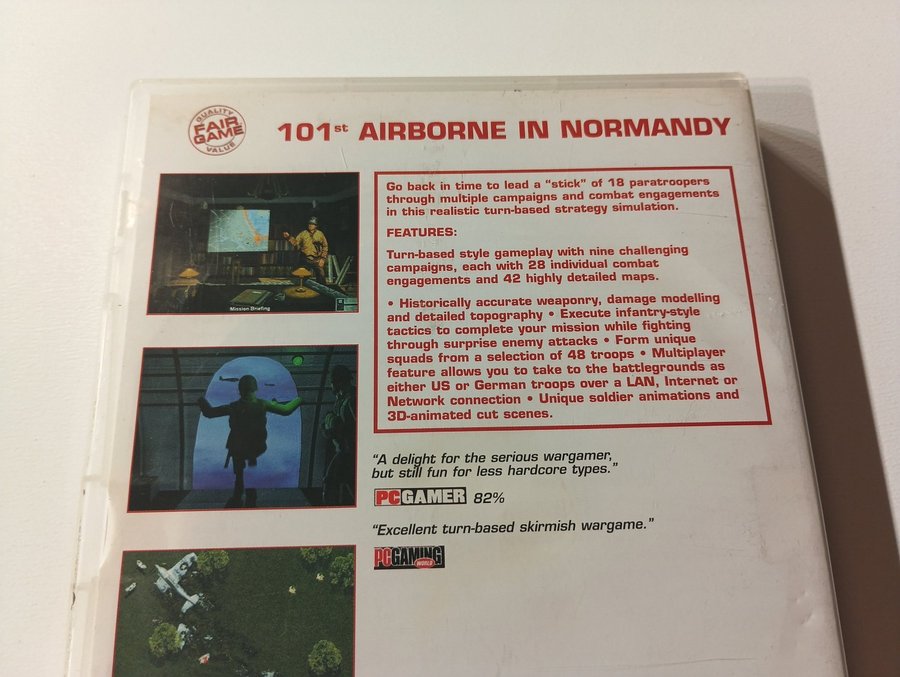 QUALITY
FAIR
GAME
VALUE
101st AIRBORNE IN NORMANDY
Mission Briefing
Go back in time to lead a “stick” of 18 paratroopers
through multiple campaigns and combat engagements
in this realistic turn-based strategy simulation.
FEATURES:
Turn-based style gameplay with nine challenging
campaigns, each with 28 individual combat
engagements and 42 highly detailed maps.
• Historically accurate weaponry, damage modelling
and detailed topography • Execute infantry-style
tactics to complete your mission while fighting
through surprise enemy attacks • Form unique
squads from a selection of 48 troops • Multiplayer
feature allows you to take to the battlegrounds as
either US or German troops over a LAN, Internet or
Network connection • Unique soldier animations and
3D-animated cut scenes.
“A delight for the serious wargamer,
but still fun for less hardcore types.”
PCGAMER 82%
“Excellent turn-based skirmish wargame.”
PCGAMING
WORLD